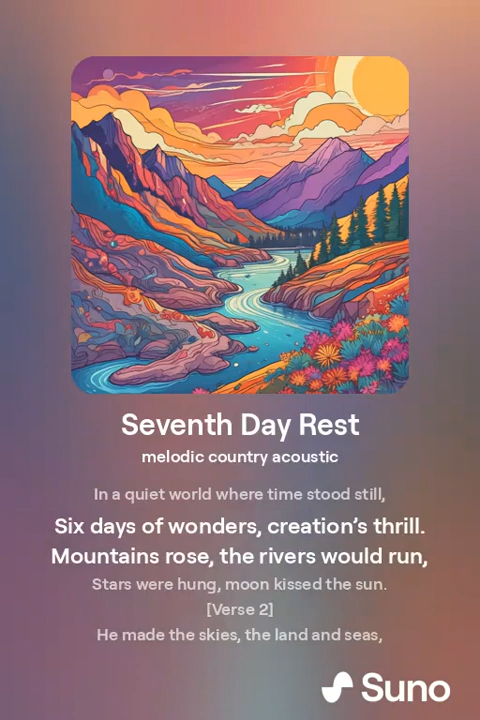 Seventh Day Rest
melodic country acoustic
In a quiet world where time stood still,
Six days of wonders, creation's thrill.
Mountains rose, the rivers would run,
Stars were hung, moon kissed the sun.
[Verse 2]
He made the skies, the land and seas,
Suno